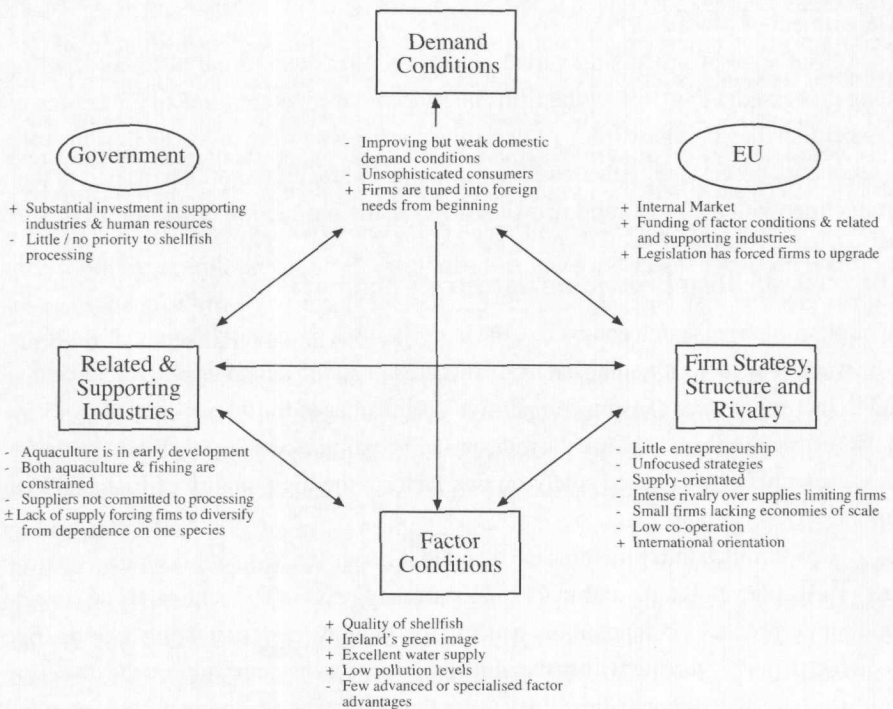 Demand
Conditions
- Improving but weak domestic
demand conditions
- Unsophisticated consumers
+ Firms are tuned into foreign
needs from beginning
Government
+ Substantial investment in supporting
industries & human resources
- Little / no priority to shellfish
processing
EU
+ Internal Market
+ Funding of factor conditions & related
and supporting industries
+ Legislation has forced firms to upgrade
Related &
Supporting
Industries
- Aquaculture is in early development
- Both aquaculture & fishing are
constrained
- Suppliers not committed to processing
± Lack of supply forcing fims to diversify
from dependence on one species
Firm Strategy,
Structure and
Rivalry
- Little entrepreneurship
- Unfocused strategies
- Supply-orientated
- Intense rivalry over supplies limiting firms
- Small firms lacking economies of scale
- Low co-operation
+ International orientation
Factor
Conditions
+ Quality of shellfish
+ Ireland's green image
+ Excellent water supply
+ Low pollution levels
- Few advanced or specialised factor
advantages